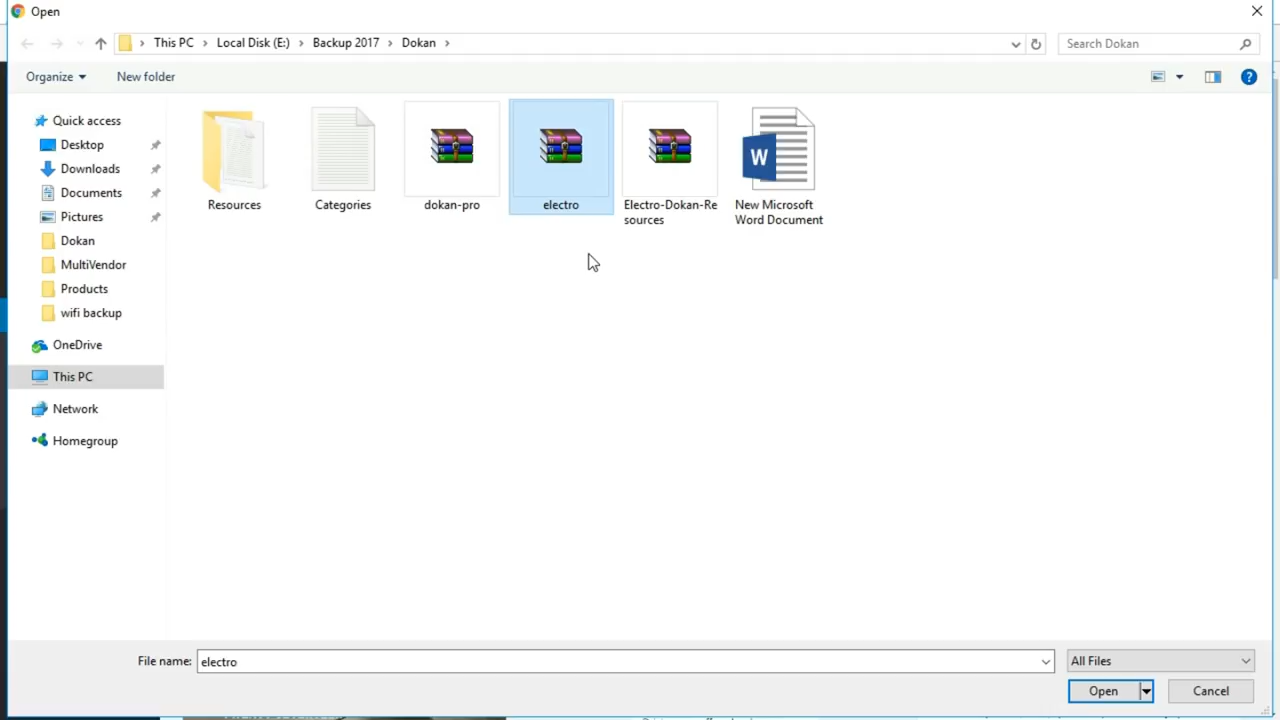 Open
This PC > Local Disk (E:) > Backup 2017 > Dokan >
Search Dokan
Organize
New folder
Quick access
Desktop
Downloads
Documents
Pictures
Dokan
MultiVendor
Products
wifi backup
OneDrive
This PC
Network
Homegroup
Resources
Categories
dokan-pro
electro
Electro-Dokan-Re
sources
W
New Microsoft
Word Document
File name: electro
All Files
Open
Cancel